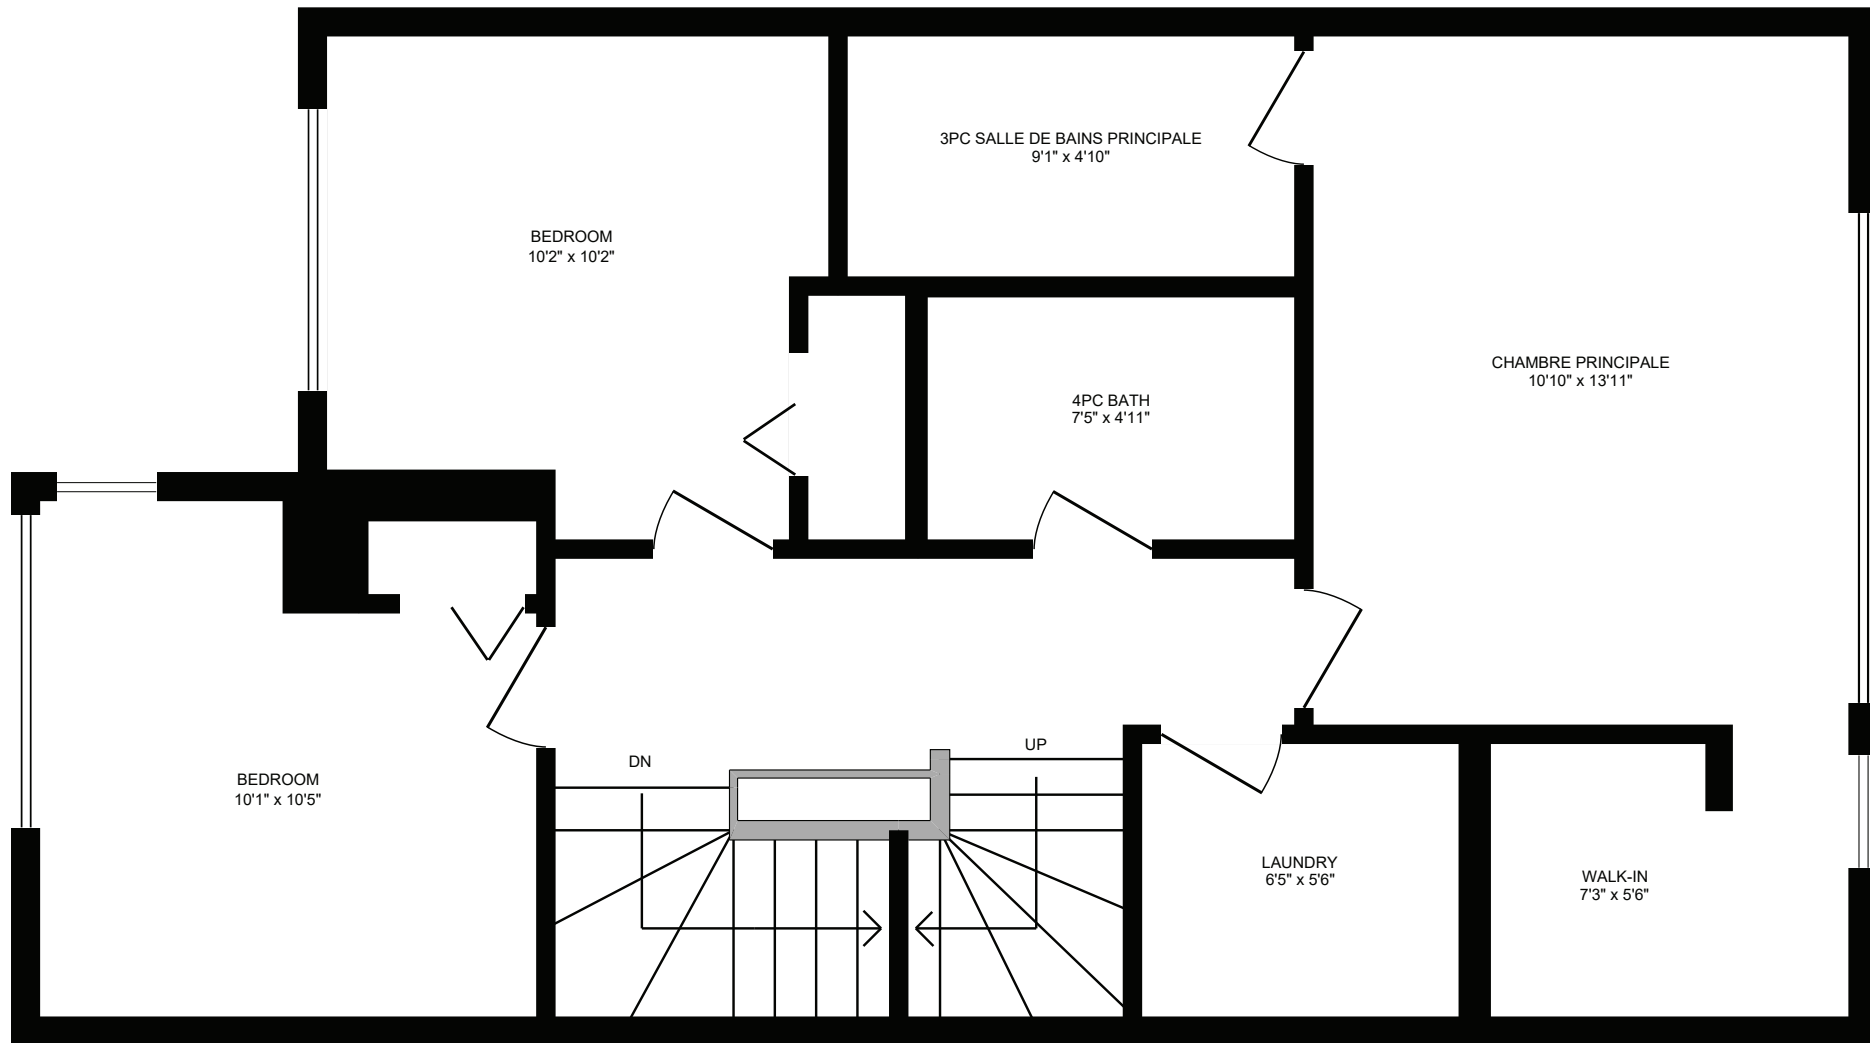 3PC SALLE DE BAINS PRINCIPALE
9'1" x 4'10"
BEDROOM
10'2" x 10'2"
CHAMBRE PRINCIPALE
10'10" x 13'11"
4PC BATH
7'5" x 4'11"
UP
DN
BEDROOM
10'1" x 10'5"
LAUNDRY
6'5" x 5'6"
WALK-IN
7'3" x 5'6"